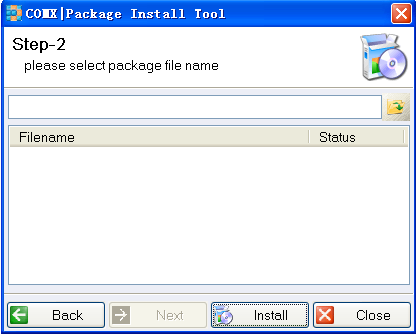 COMX|Package Install Tool
Step-2
please select package file name
Filename Status
Back Next Install Close